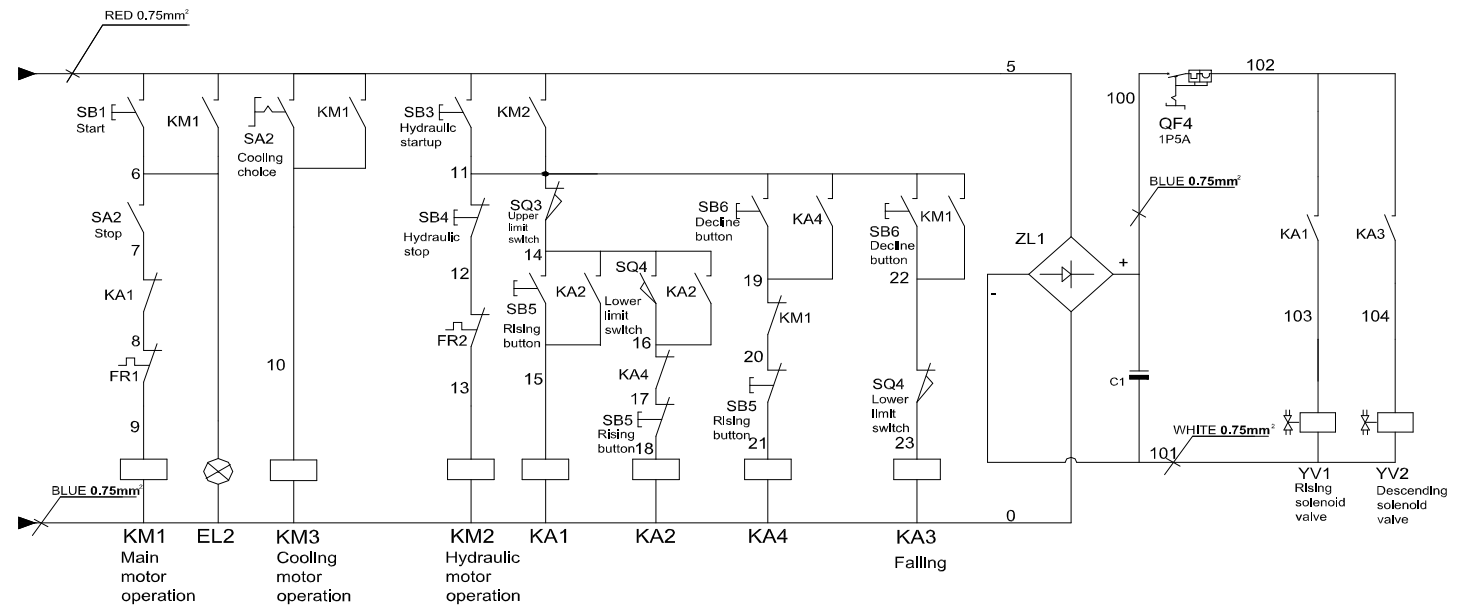 RED 0.75mm²
5
102
SB1
Start
KM1
SA2
Cooling
choice
KM1
SB3
Hydraulic
startup
KM2
100
QF4
1P5A
6
11
BLUE 0.75mm²
SA2
Stop
7
SB4
Hydraulic
stop
SQ3
Upper
limit
switch
SB6
Decline
button
KA4
SB6
Decline
button
KM1
ZL1
KA1
KA3
12
14
19
22
+
-
KA1
SB5
Rising
button
KA2
SQ4
Lower
limit
switch
KA2
KM1
103
104
8
FR1
10
FR2
13
15
16
KA4
17
SB5
Rising
button
18
20
SB5
Rising
button
21
SQ4
Lower
limit
switch
23
C1
9
WHITE 0.75mm²
101
BLUE 0.75mm²
0
YV1
Rising
solenoid
valve
YV2
Descending
solenoid
valve
KM1
Main
motor
operation
EL2
KM3
Cooling
motor
operation
KM2
Hydraulic
motor
operation
KA1
KA2
KA4
KA3
Falling